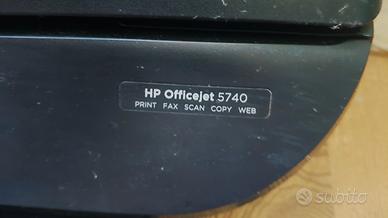 HP Officejet 5740
PRINT FAX SCAN COPY WEB
subito